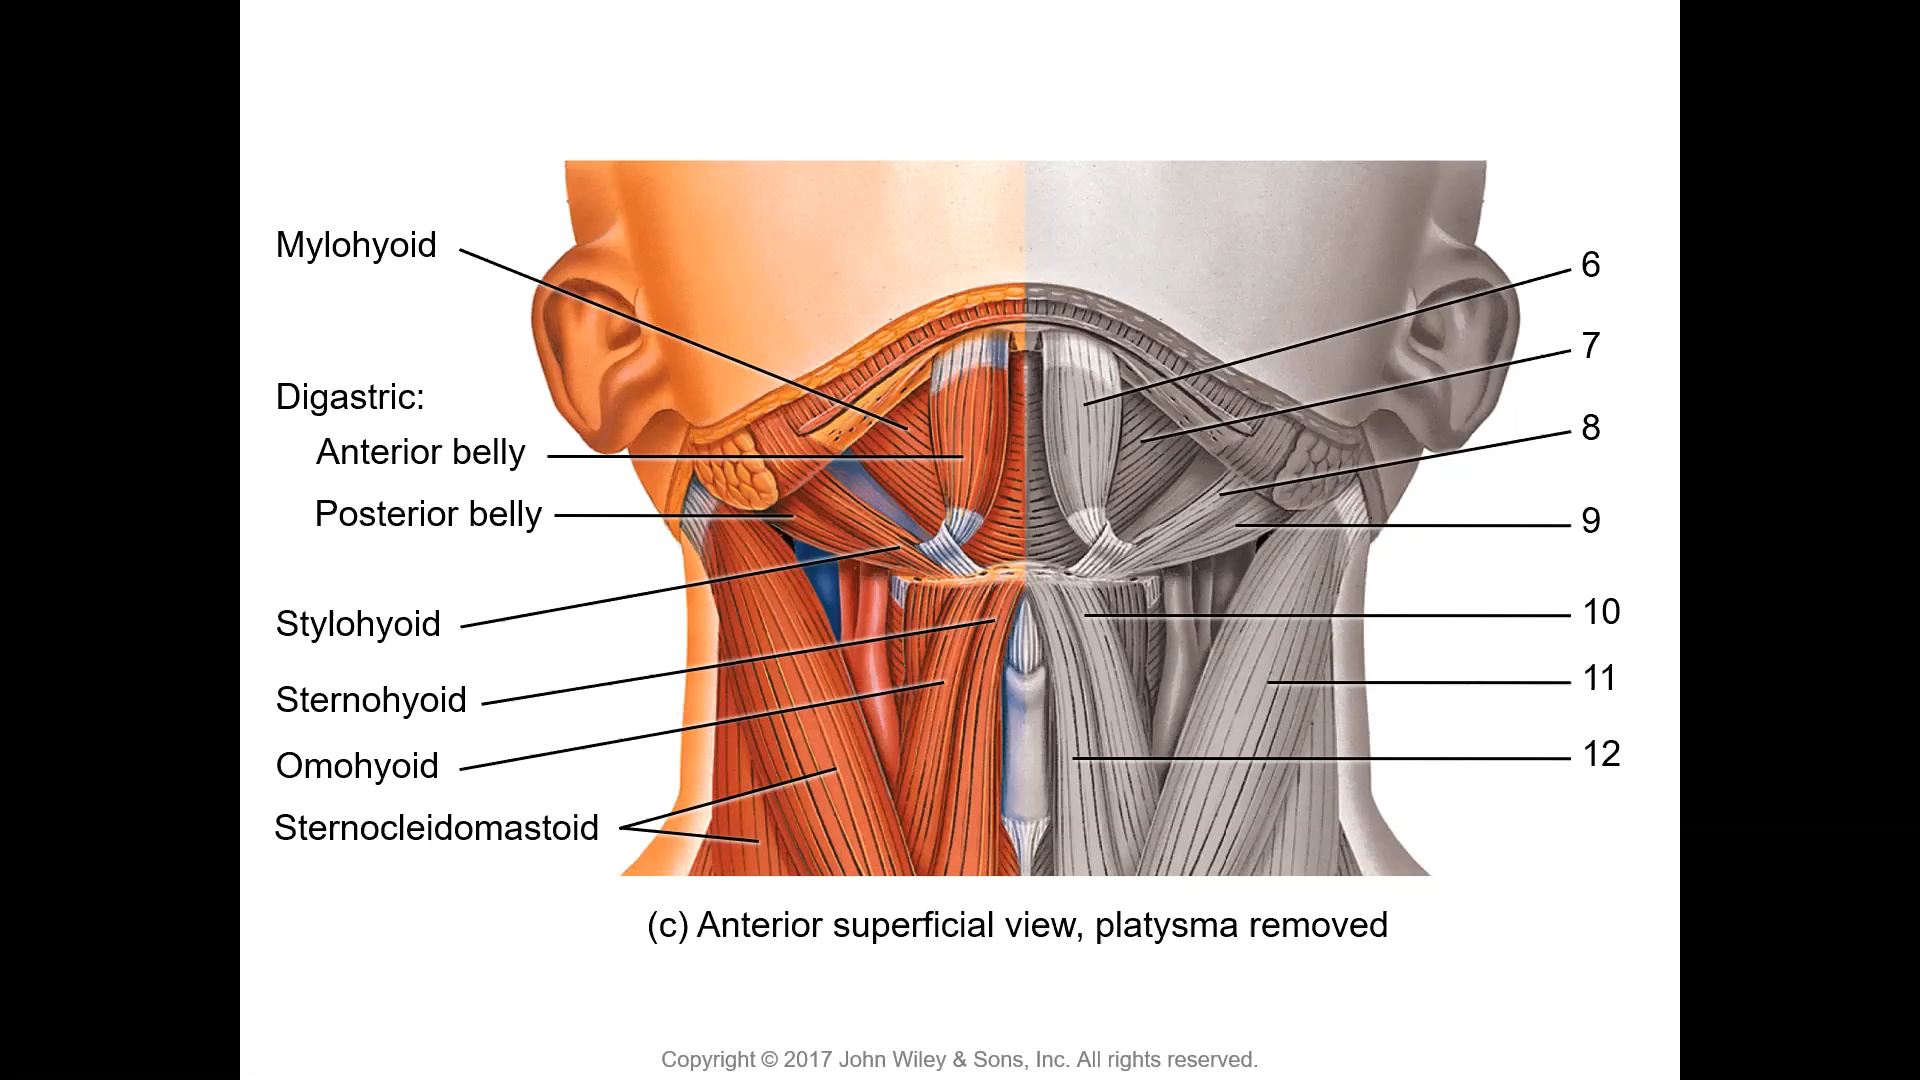 Mylohyoid
Digastric:
Anterior belly
Posterior belly
Stylohyoid
Sternohyoid
Omohyoid
Sternocleidomastoid
6
7
8
9
10
11
12
(c) Anterior superficial view, platysma removed
Copyright © 2017 John Wiley & Sons, Inc. All rights reserved.